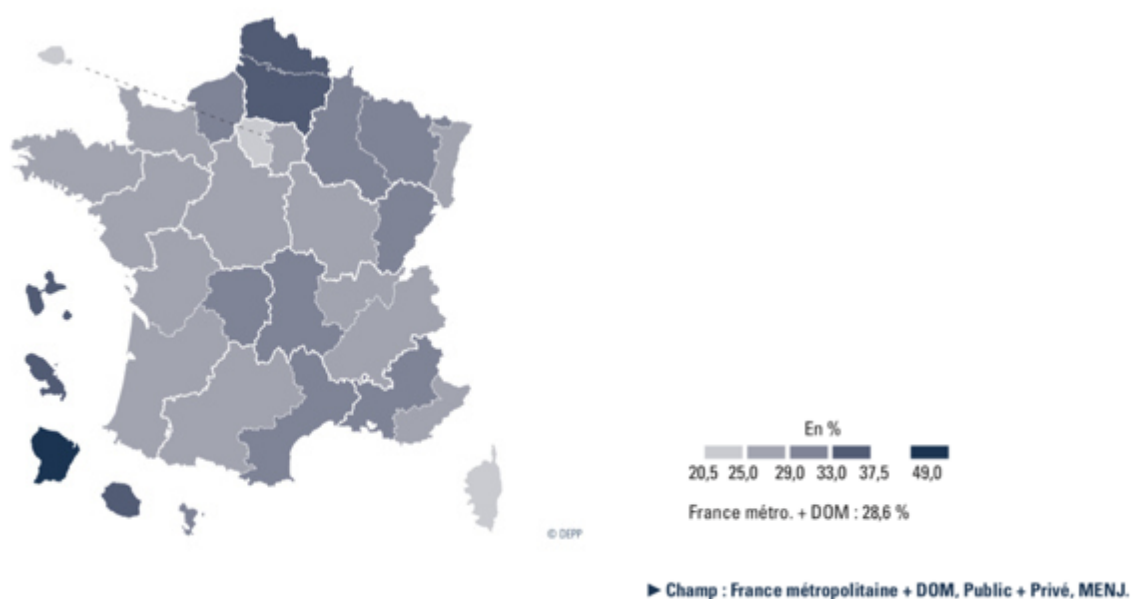 En %
20,5 25,0 29,0 33,0 37,5 49,0
France métro. + DOM : 28,6 %
© DEPP
► Champ : France métropolitaine + DOM, Public + Privé, MENJ.